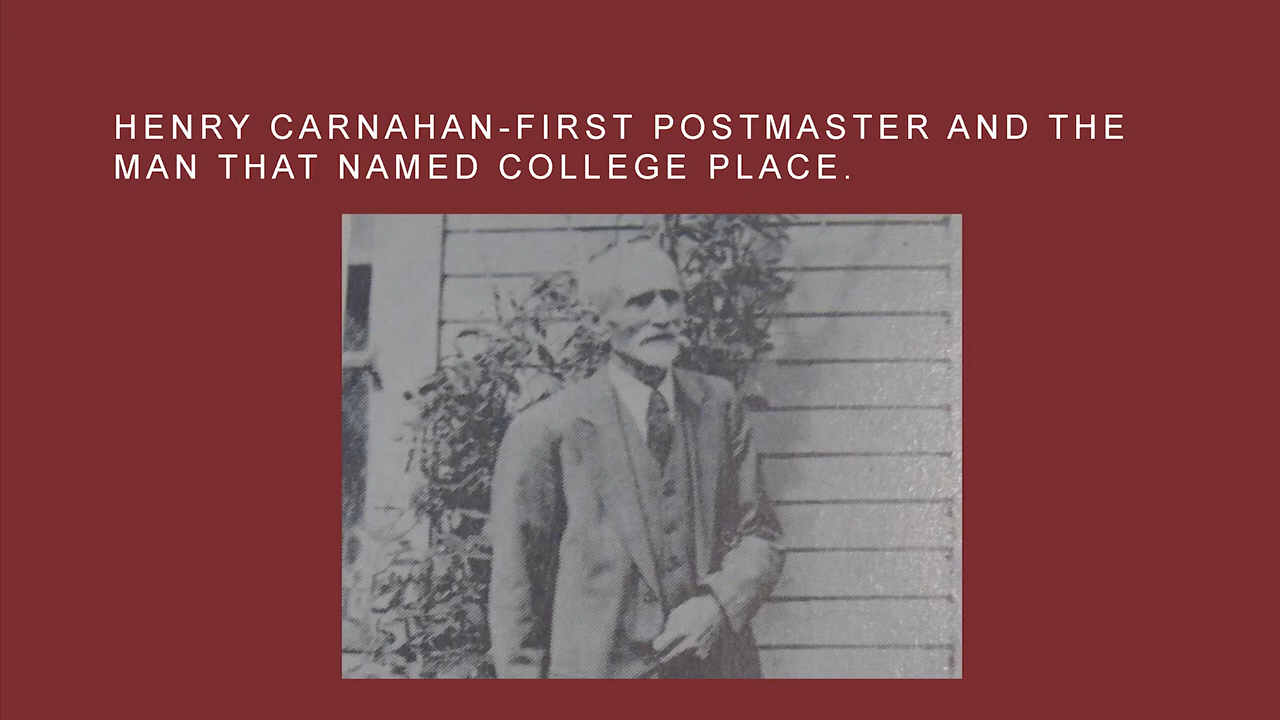 HENRY CARNAHAN-FIRST POSTMASTER AND THE
MAN THAT NAMED COLLEGE PLACE.